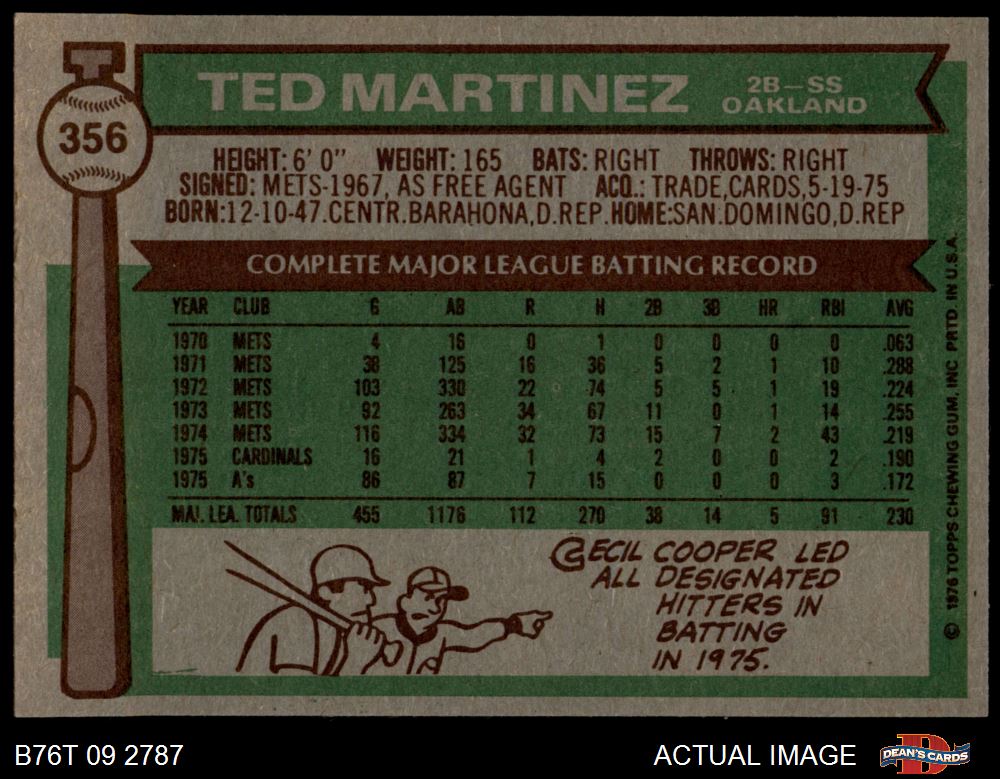 TED MARTINEZ
2B—SS
OAKLAND
356
HEIGHT: 6' 0" WEIGHT: 165 BATS: RIGHT THROWS: RIGHT
SIGNED: METS-1967, AS FREE AGENT ACQ.: TRADE,CARDS,5-19-75
BORN:12-10-47.CENTR.BARAHONA,D.REP.HOME:SAN.DOMINGO,D.REP
COMPLETE MAJOR LEAGUE BATTING RECORD
YEAR CLUB G AB R H 2B 3B HR RBI AVG
1970 METS 4 16 0 1 0 0 0 0 .063
1971 METS 38 125 16 36 5 2 1 10 .288
1972 METS 103 330 22 74 5 5 1 19 .224
1973 METS 92 263 34 67 11 0 1 14 .255
1974 METS 116 334 32 73 15 7 2 43 .219
1975 CARDINALS 16 21 1 4 2 0 0 2 .190
1975 A's 86 87 7 15 0 0 0 3 .172
MAJ. LEA. TOTALS 455 1176 112 270 38 14 5 91 230
CECIL COOPER LED
ALL DESIGNATED
HITTERS IN
BATTING
IN 1975.
© 1976 TOPPS CHEWING GUM, INC PRTD IN U.S.A.
B76T 09 2787
ACTUAL IMAGE
DEAN'S CARDS